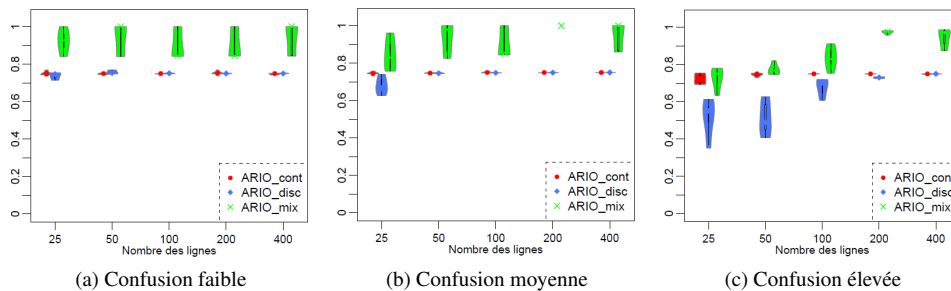 1
0.8
0.6
0.4
0.2
0
ARIO_cont
ARIO_disc
ARIO_mix
25 50 100 200 400
Nombre des lignes
(a) Confusion faible
1
0.8
0.6
0.4
0.2
0
ARIO_cont
ARIO_disc
ARIO_mix
25 50 100 200 400
Nombre des lignes
(b) Confusion moyenne
1
0.8
0.6
0.4
0.2
0
ARIO_cont
ARIO_disc
ARIO_mix
25 50 100 200 400
Nombre des lignes
(c) Confusion élevée